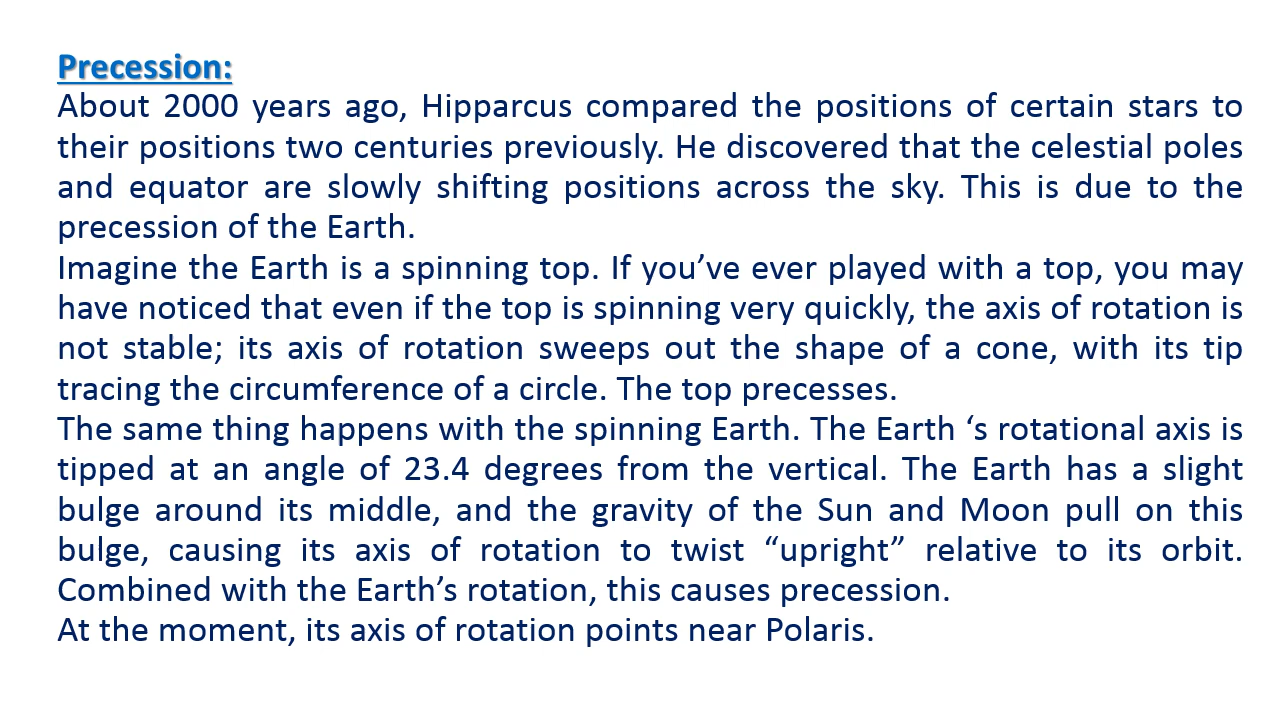 Precession:
About 2000 years ago, Hipparcus compared the positions of certain stars to
their positions two centuries previously. He discovered that the celestial poles
and equator are slowly shifting positions across the sky. This is due to the
precession of the Earth.
Imagine the Earth is a spinning top. If you’ve ever played with a top, you may
have noticed that even if the top is spinning very quickly, the axis of rotation is
not stable; its axis of rotation sweeps out the shape of a cone, with its tip
tracing the circumference of a circle. The top precesses.
The same thing happens with the spinning Earth. The Earth ‘s rotational axis is
tipped at an angle of 23.4 degrees from the vertical. The Earth has a slight
bulge around its middle, and the gravity of the Sun and Moon pull on this
bulge, causing its axis of rotation to twist “upright” relative to its orbit.
Combined with the Earth’s rotation, this causes precession.
At the moment, its axis of rotation points near Polaris.